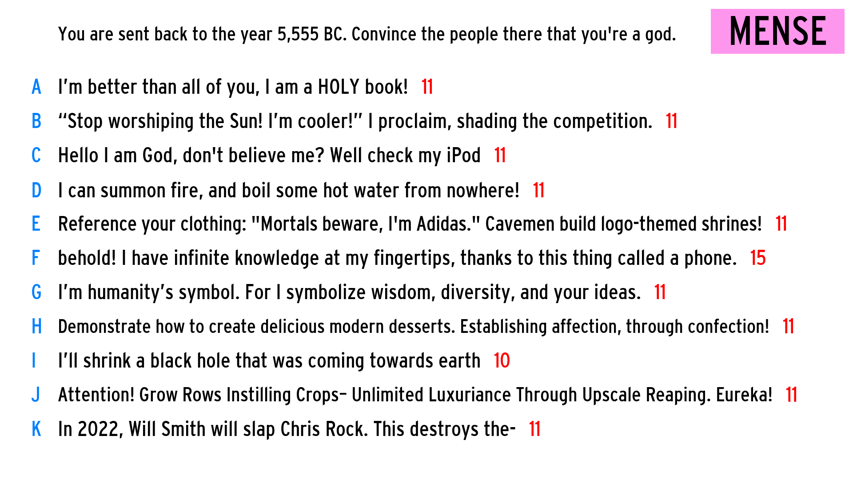 You are sent back to the year 5,555 BC. Convince the people there that you're a god.
MENSE
A I'm better than all of you, I am a HOLY book! 11
B “Stop worshiping the Sun! I'm cooler!” I proclaim, shading the competition. 11
C Hello I am God, don't believe me? Well check my iPod 11
D I can summon fire, and boil some hot water from nowhere! 11
E Reference your clothing: "Mortals beware, I'm Adidas." Cavemen build logo-themed shrines! 11
F behold! I have infinite knowledge at my fingertips, thanks to this thing called a phone. 15
G I’m humanity’s symbol. For I symbolize wisdom, diversity, and your ideas. 11
H Demonstrate how to create delicious modern desserts. Establishing affection, through confection! 11
I I’ll shrink a black hole that was coming towards earth 10
J Attention! Grow Rows Instilling Crops– Unlimited Luxuriance Through Upscale Reaping. Eureka! 11
K In 2022, Will Smith will slap Chris Rock. This destroys the- 11